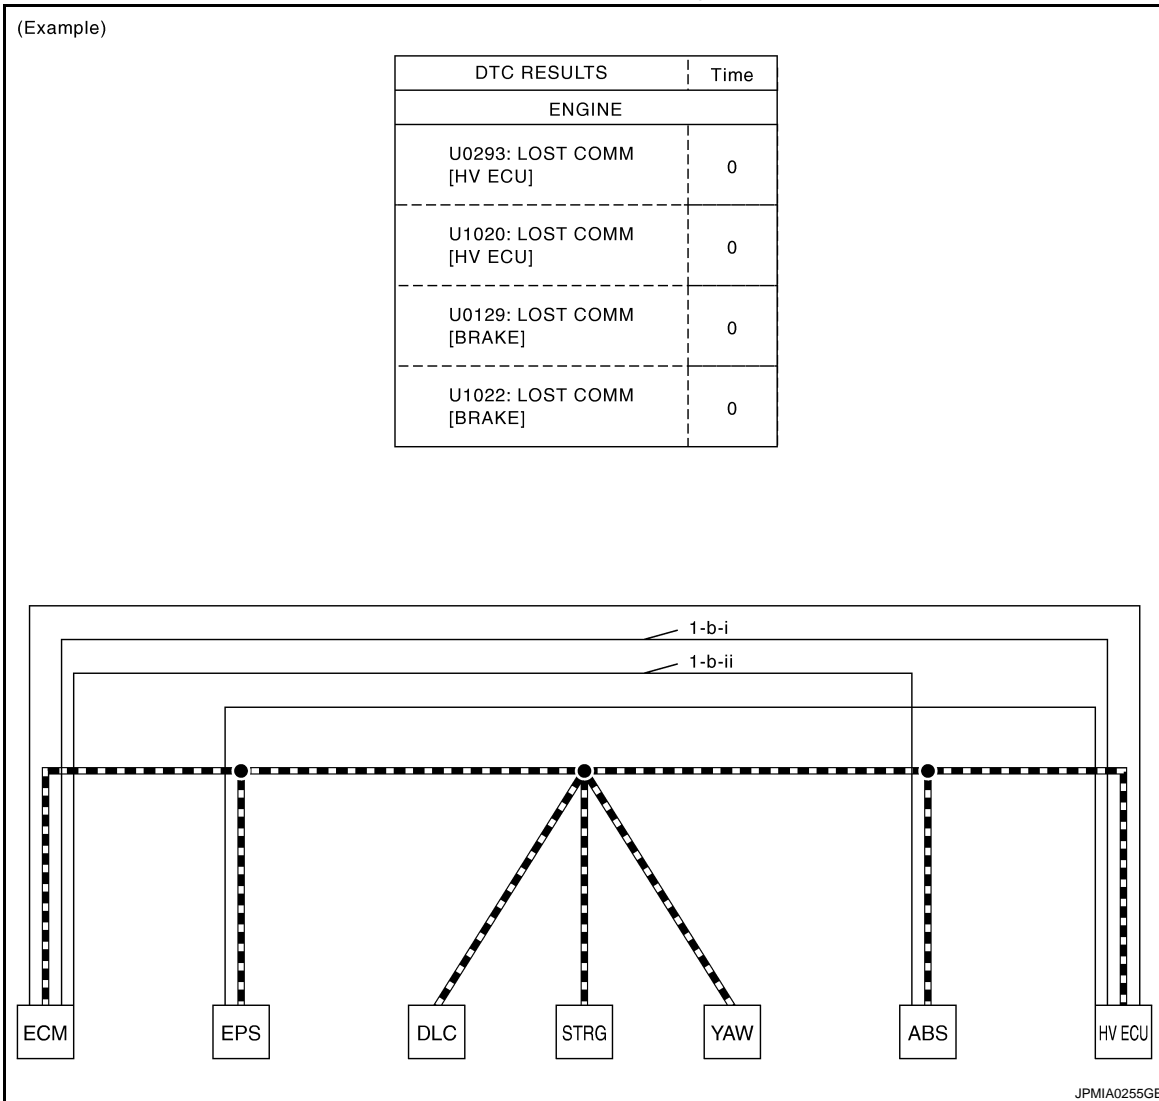 (Example)
DTC RESULTS Time
ENGINE
U0293: LOST COMM
[HV ECU]
0
U1020: LOST COMM
[HV ECU]
0
U0129: LOST COMM
[BRAKE]
0
U1022: LOST COMM
[BRAKE]
0
1-b-i
1-b-ii
ECM EPS DLC STRG YAW ABS HV ECU